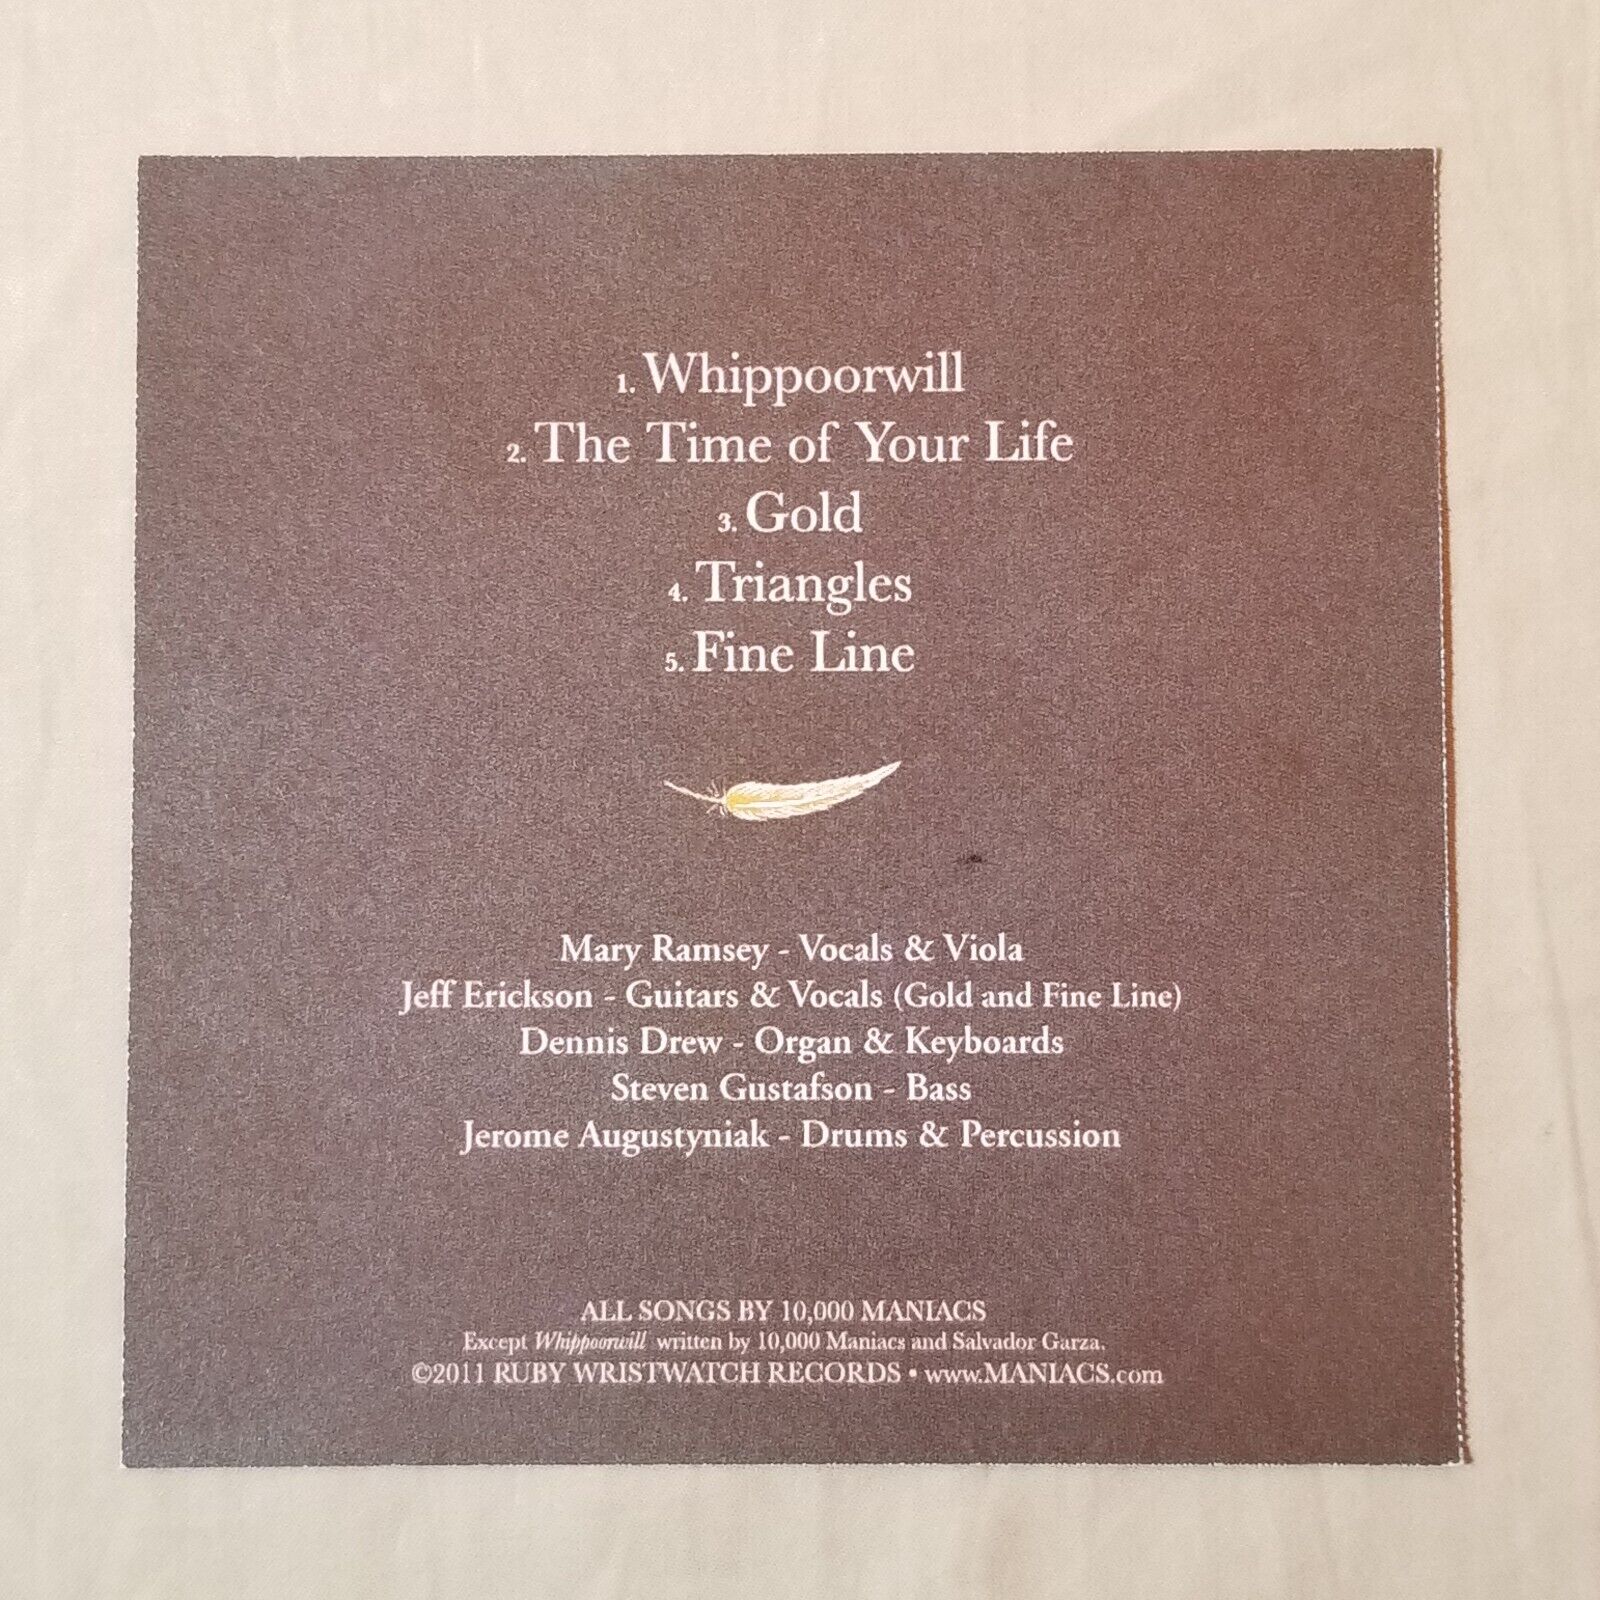 1. Whippoorwill
2. The Time of Your Life
3. Gold
4. Triangles
5. Fine Line
Mary Ramsey - Vocals & Viola
Jeff Erickson - Guitars & Vocals (Gold and Fine Line)
Dennis Drew - Organ & Keyboards
Steven Gustafson - Bass
Jerome Augustyniak - Drums & Percussion
ALL SONGS BY 10,000 MANIACS
Except Whippoorwill written by 10,000 Maniacs and Salvador Garza.
©2011 RUBY WRISTWATCH RECORDS • www.MANIACS.com